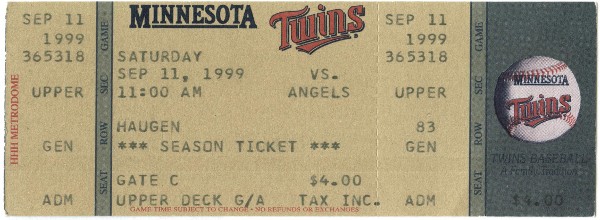 HHH METRODOME
SEP 11
1999
365318
UPPER
GEN
ADM
GAME
SEC
ROW
SEAT
MINNESOTA
Twins
SATURDAY
SEP 11, 1999 VS.
11:00 AM ANGELS
HAUGEN 83
*** SEASON TICKET ***
GATE C $4.00
UPPER DECK G/A TAX INC.
GAME TIME SUBJECT TO CHANGE • NO REFUNDS OR EXCHANGES
SEP 11
1999
365318
UPPER
GEN
ADM
GAME
SEC
ROW
SEAT
MINNESOTA
Twins
TWINS BASEBALL
A Family Tradition
$4.00